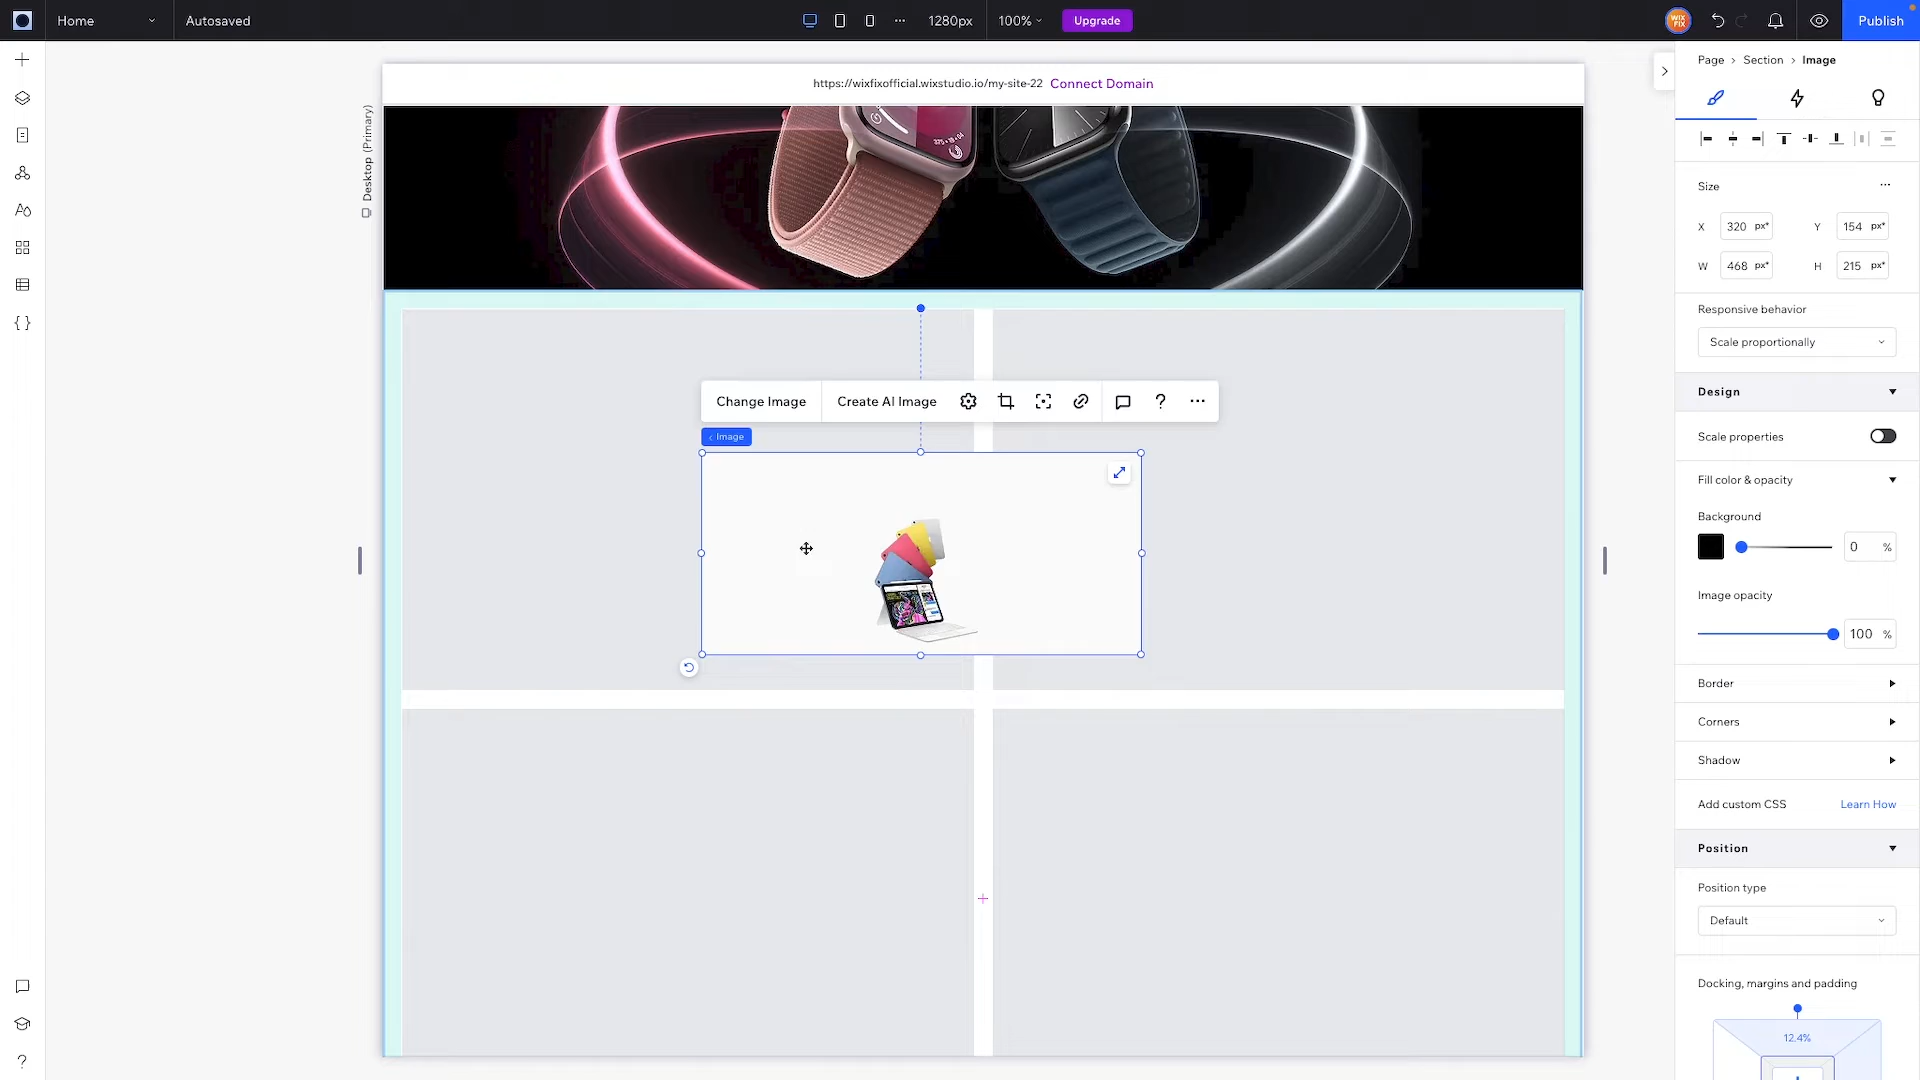 Home
Autosaved
1280px
100%
Upgrade
WIX
FIX
Publish
https://wixfixofficial.wixstudio.io/my-site-22 Connect Domain
Desktop (Primary)
Page > Section > Image
Size
X 320 px* Y 154 px*
W 468 px* H 215 px*
Responsive behavior
Scale proportionally
Design
Scale properties
Fill color & opacity
Background
0 %
Image opacity
100 %
Border
Corners
Shadow
Add custom CSS Learn How
Position
Position type
Default
Docking, margins and padding
12.4%
Change Image
Create AI Image
?
< Image
?